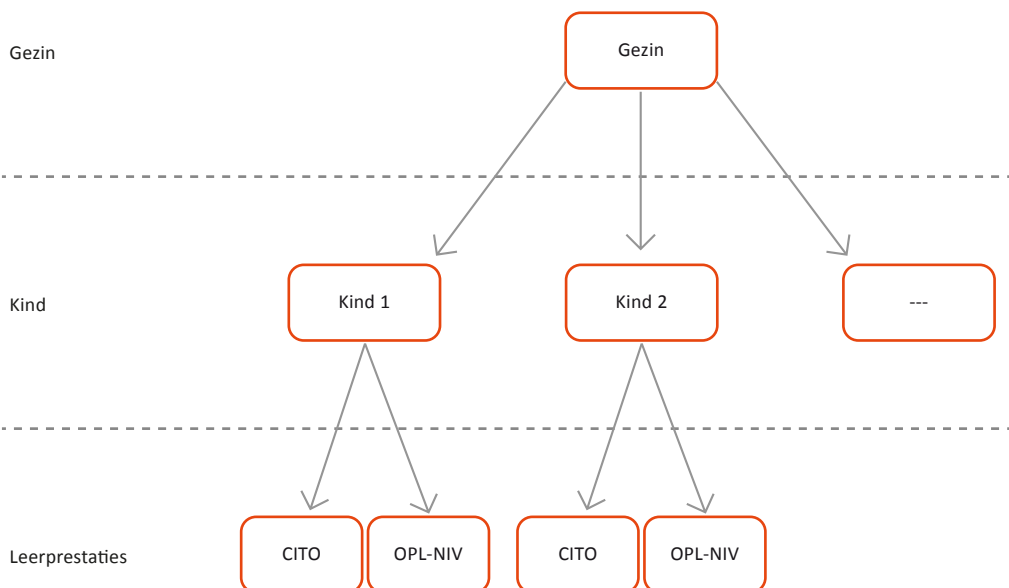 Gezin
Gezin
Kind
Kind 1
Kind 2
---
Leerprestaties
CITO
OPL-NIV
CITO
OPL-NIV